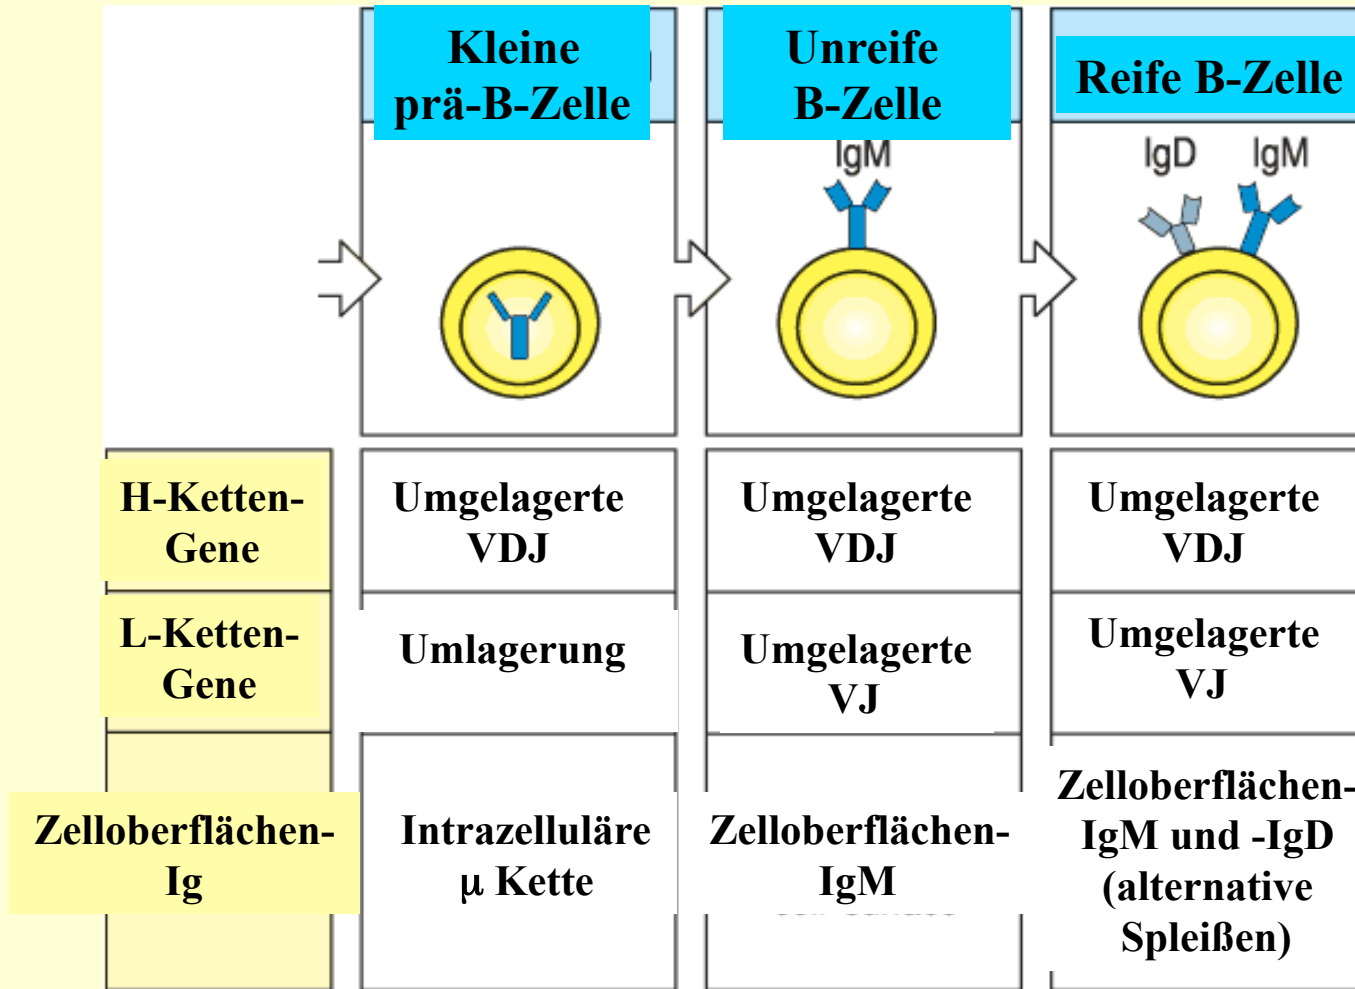 Kleine
prä-B-Zelle
Unreife
B-Zelle
Reife B-Zelle
IgM
IgD
IgM
H-Ketten-
Gene
Umgelagerte
VDJ
Umgelagerte
VDJ
Umgelagerte
VDJ
L-Ketten-
Gene
Umlagerung
Umgelagerte
VJ
Umgelagerte
VJ
Zelloberflächen-
Ig
Intrazelluläre
μ Kette
Zelloberflächen-
IgM
Zelloberflächen-
IgM und -IgD
(alternative
Spleißen)